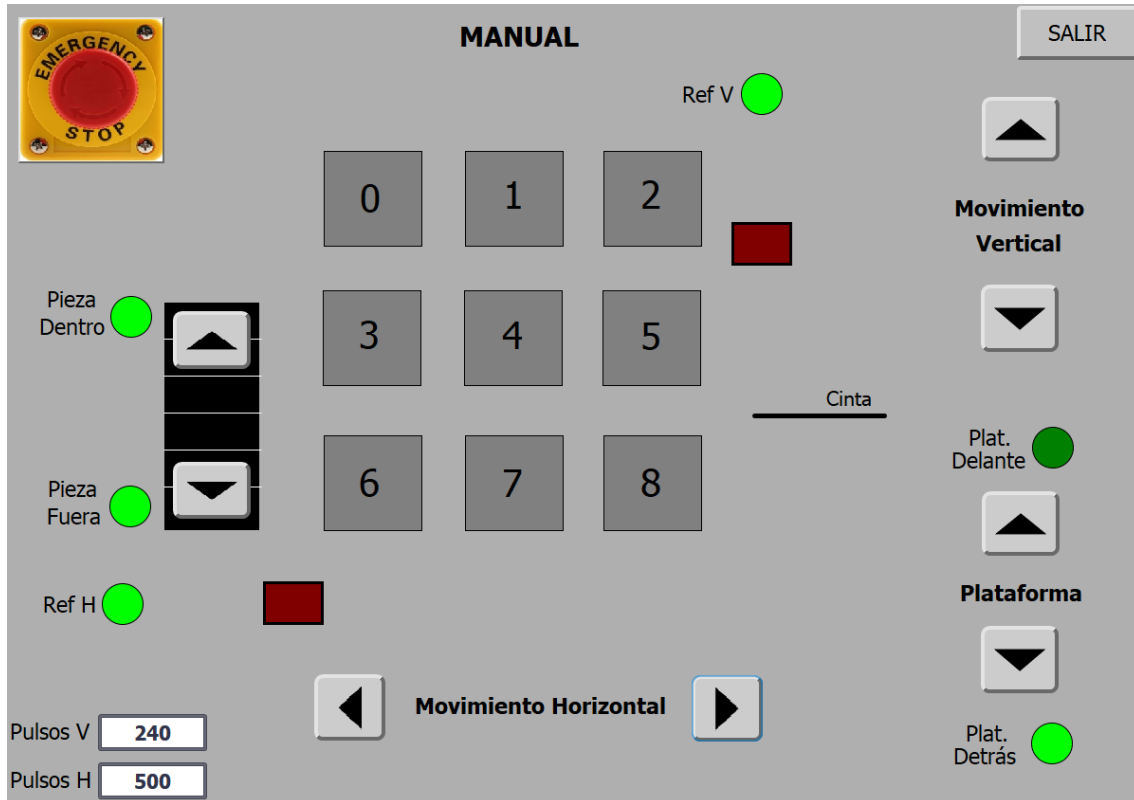 EMERGENCY
STOP
MANUAL
SALIR
Ref V
0 1 2
Movimiento
Vertical
Pieza
Dentro
3 4 5
Cinta
Plat.
Delante
6 7 8
Pieza
Fuera
Ref H
Plataforma
Movimiento Horizontal
Pulsos V 240
Plat.
Detrás
Pulsos H 500